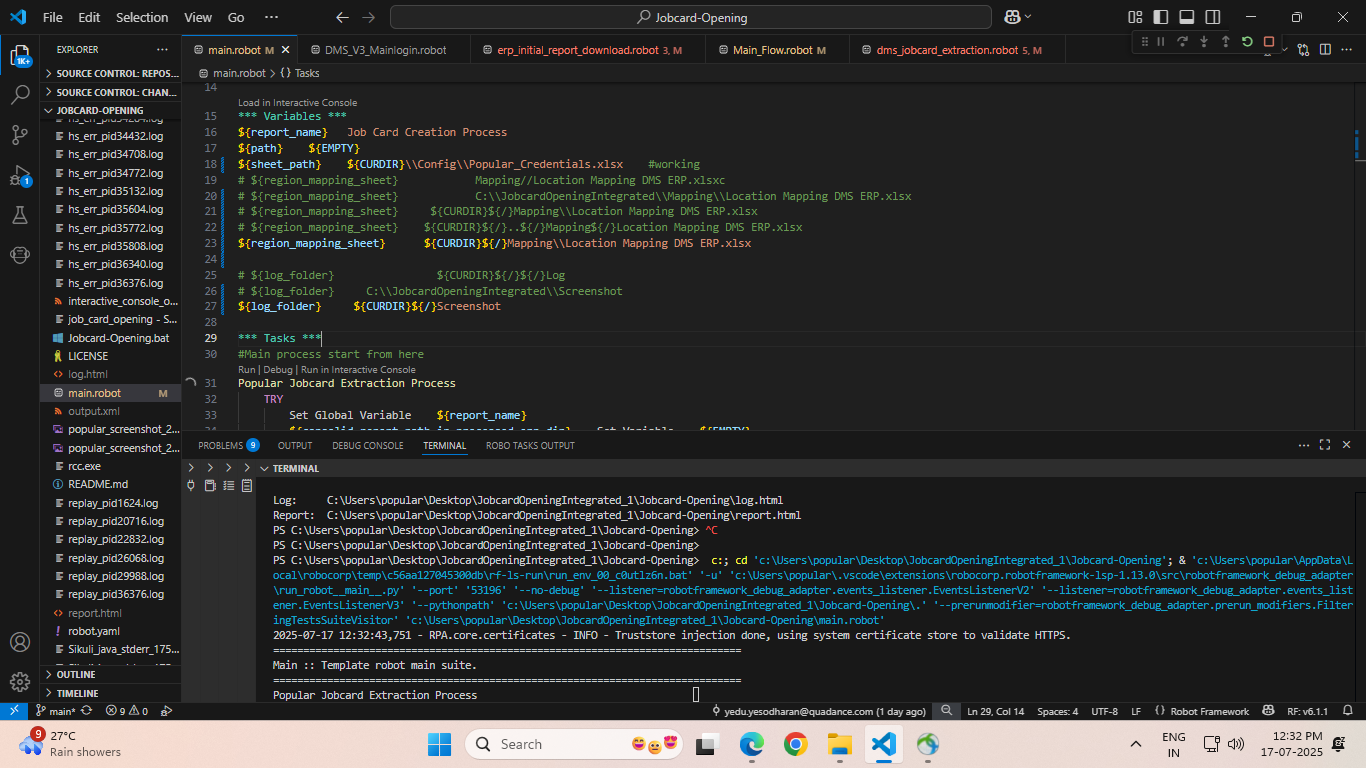 File Edit Selection View Go ··· Jobcard-Opening
EXPLORER ···
main.robot M DMS_V3_Mainlogin.robot erp_initial_report_download.robot 3, M Main_Flow.robot M dms_jobcard_extraction.robot 5, M
1K+
SOURCE CONTROL: REPOS...
SOURCE CONTROL: CHAN...
JOBCARD-OPENING
hs_err_pid34432.log
hs_err_pid34708.log
hs_err_pid34772.log
hs_err_pid35132.log
hs_err_pid35604.log
hs_err_pid35772.log
hs_err_pid35808.log
hs_err_pid36340.log
hs_err_pid36376.log
interactive_console_o...
job_card_opening - S...
Jobcard-Opening.bat
LICENSE
log.html
main.robot M
output.xml
popular_screenshot_2...
popular_screenshot_2...
rcc.exe
README.md
replay_pid1624.log
replay_pid20716.log
replay_pid22832.log
replay_pid26068.log
replay_pid29988.log
replay_pid36376.log
report.html
robot.yaml
Sikuli_java_stderr_175...
OUTLINE
TIMELINE
main.robot > {} Tasks
14
Load in Interactive Console
15 *** Variables ***
16 ${report_name} Job Card Creation Process
17 ${path} ${EMPTY}
18 ${sheet_path} ${CURDIR}\\Config\\Popular_Credentials.xlsx #working
19 # ${region_mapping_sheet} Mapping//Location Mapping DMS ERP.xlsxc
20 # ${region_mapping_sheet} C:\\JobcardOpeningIntegrated\\Mapping\\Location Mapping DMS ERP.xlsx
21 # ${region_mapping_sheet} ${CURDIR}${/}Mapping\\Location Mapping DMS ERP.xlsx
22 # ${region_mapping_sheet} ${CURDIR}${/}..${/}Mapping${/}Location Mapping DMS ERP.xlsx
23 ${region_mapping_sheet} ${CURDIR}${/}Mapping\\Location Mapping DMS ERP.xlsx
24
25 # ${log_folder} ${CURDIR}${/}${/}Log
26 # ${log_folder} C:\\JobcardOpeningIntegrated\\Screenshot
27 ${log_folder} ${CURDIR}${/}Screenshot
28
29 *** Tasks ***
30 #Main process start from here
Run | Debug | Run in Interactive Console
31 Popular Jobcard Extraction Process
32 TRY
33 Set Global Variable ${report_name}
PROBLEMS 9 OUTPUT DEBUG CONSOLE TERMINAL ROBO TASKS OUTPUT
TERMINAL
Log: C:\Users\popular\Desktop\JobcardOpeningIntegrated_1\Jobcard-Opening\log.html
Report: C:\Users\popular\Desktop\JobcardOpeningIntegrated_1\Jobcard-Opening\report.html
PS C:\Users\popular\Desktop\JobcardOpeningIntegrated_1\Jobcard-Opening> ^C
PS C:\Users\popular\Desktop\JobcardOpeningIntegrated_1\Jobcard-Opening>
PS C:\Users\popular\Desktop\JobcardOpeningIntegrated_1\Jobcard-Opening> c:; cd 'c:\Users\popular\Desktop\JobcardOpeningIntegrated_1\Jobcard-Opening'; & 'c:\Users\popular\AppData\L
ocal\robocorp\temp\c56aa127045300db\rf-ls-run\run_env_00_c0utlz6n.bat' '-u' 'c:\Users\popular\.vscode\extensions\robocorp.robotframework-lsp-1.13.0\src\robotframework_debug_adapter
\run_robot__main__.py' '--port' '53196' '--no-debug' '--listener=robotframework_debug_adapter.events_listener.EventsListenerV2' '--listener=robotframework_debug_adapter.events_list
ener.EventsListenerV3' '--pythonpath' 'c:\Users\popular\Desktop\JobcardOpeningIntegrated_1\Jobcard-Opening\.' '--prerunmodifier=robotframework_debug_adapter.prerun_modifiers.Filter
ingTestsSuiteVisitor' 'c:\Users\popular\Desktop\JobcardOpeningIntegrated_1\Jobcard-Opening\main.robot'
2025-07-17 12:32:43,751 - RPA.core.certificates - INFO - Truststore injection done, using system certificate store to validate HTTPS.
==============================================================================
Main :: Template robot main suite.
==============================================================================
Popular Jobcard Extraction Process
main* 9 0 yedu.yesodharan@quadance.com (1 day ago) Ln 29, Col 14 Spaces: 4 UTF-8 LF {} Robot Framework RF: v6.1.1
9 27°C
Rain showers
Search
ENG
IN
12:32 PM
17-07-2025